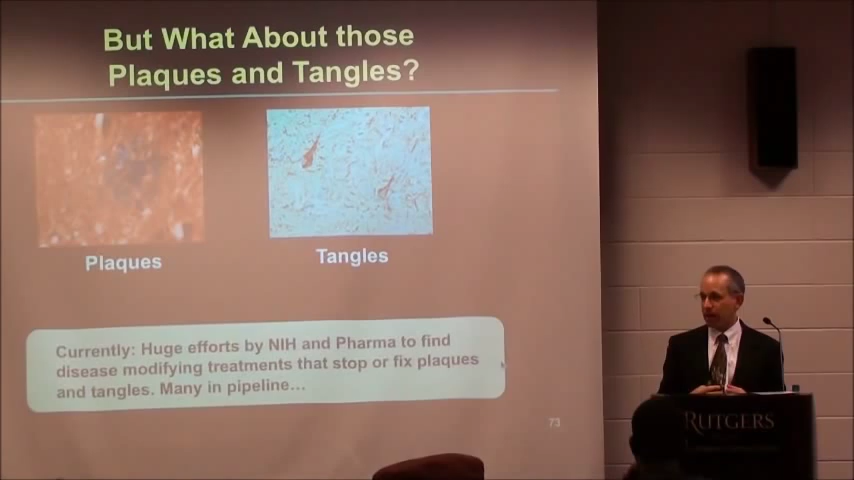 But What About those
Plaques and Tangles?
Plaques
Tangles
Currently: Huge efforts by NIH and Pharma to find
disease modifying treatments that stop or fix plaques
and tangles. Many in pipeline…
73
RUTGERS